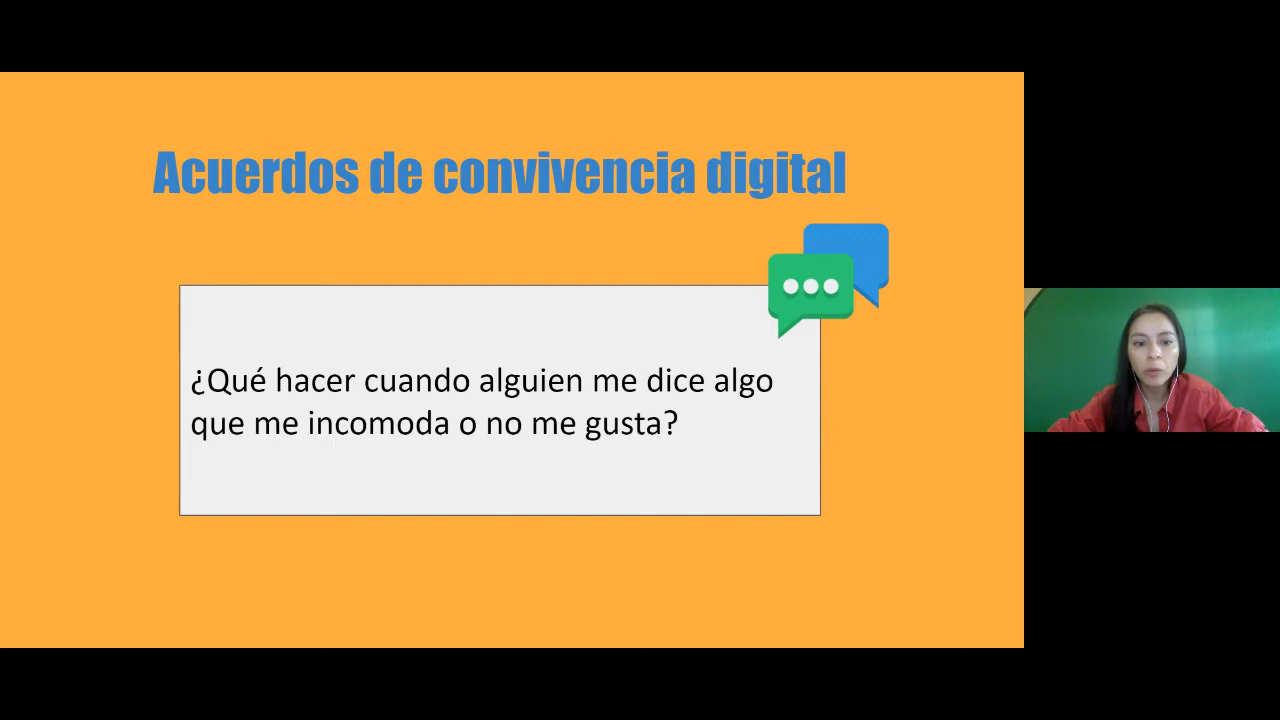 Acuerdos de convivencia digital
¿Qué hacer cuando alguien me dice algo
que me incomoda o no me gusta?